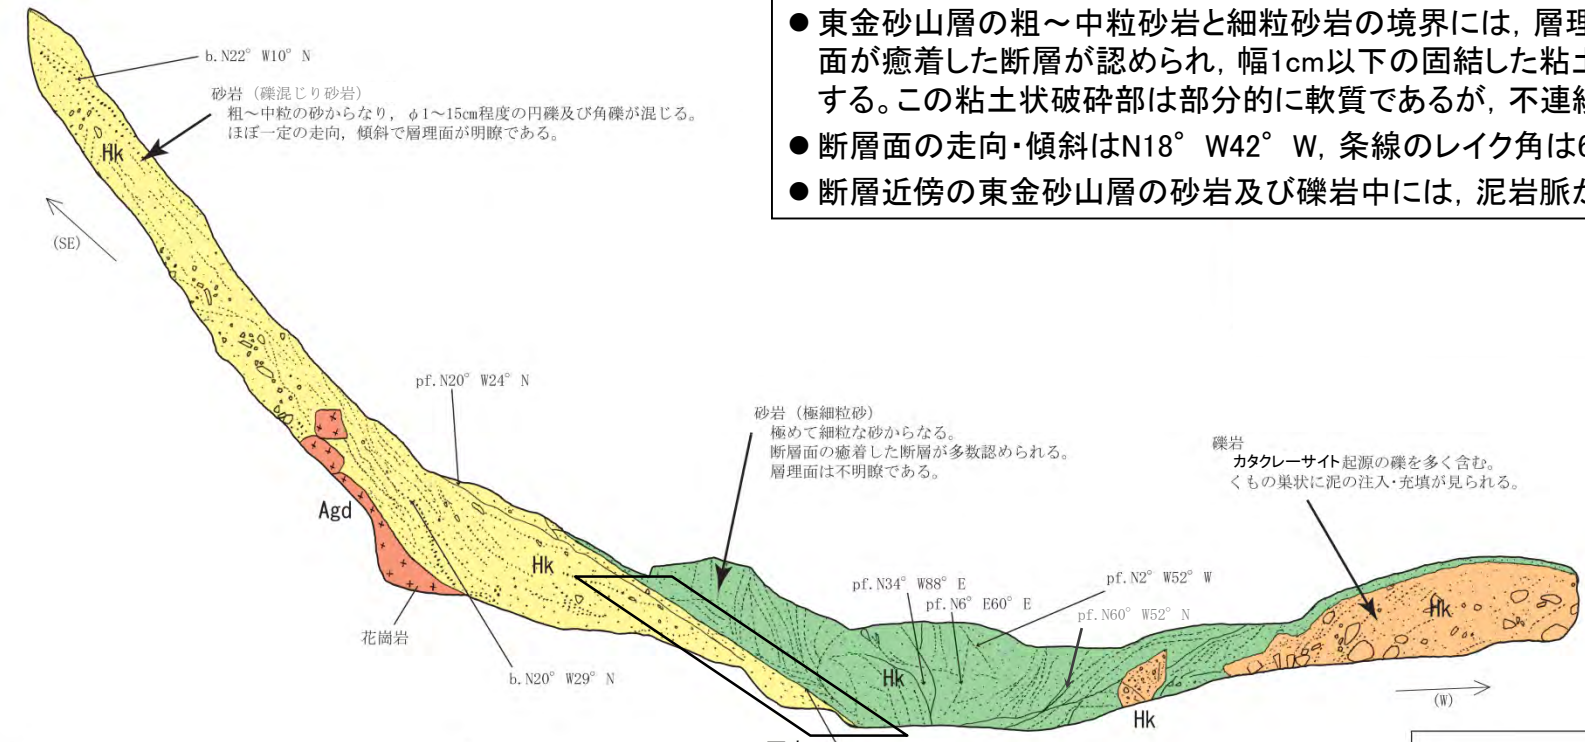 ● 東金砂山層の粗～中粒砂岩と細粒砂岩の境界には，層理
面が癒着した断層が認められ，幅1cm以下の固結した粘土
する。この粘土状破砕部は部分的に軟質であるが，不連続
● 断層面の走向・傾斜はN18° W42° W，条線のレイク角は6
● 断層近傍の東金砂山層の砂岩及び礫岩中には，泥岩脈が
b.N22° W10° N
砂岩（礫混じり砂岩）
粗～中粒の砂からなり，φ1～15cm程度の円礫及び角礫が混じる。
ほぼ一定の走向，傾斜で層理面が明瞭である。
Hk
(SE)
pf.N20° W24° N
砂岩（極細粒砂）
極めて細粒な砂からなる。
断層面の癒着した断層が多数認められる。
層理面は不明瞭である。
礫岩
カタクレーサイト起源の礫を多く含む。
くもの巣状に泥の注入・充填が見られる。
Agd
Hk
pf.N34° W88° E
pf.N6° E60° E
pf.N2° W52° W
pf.N60° W52° N
Hk
花崗岩
b.N20° W29° N
Hk
Hk
(W)